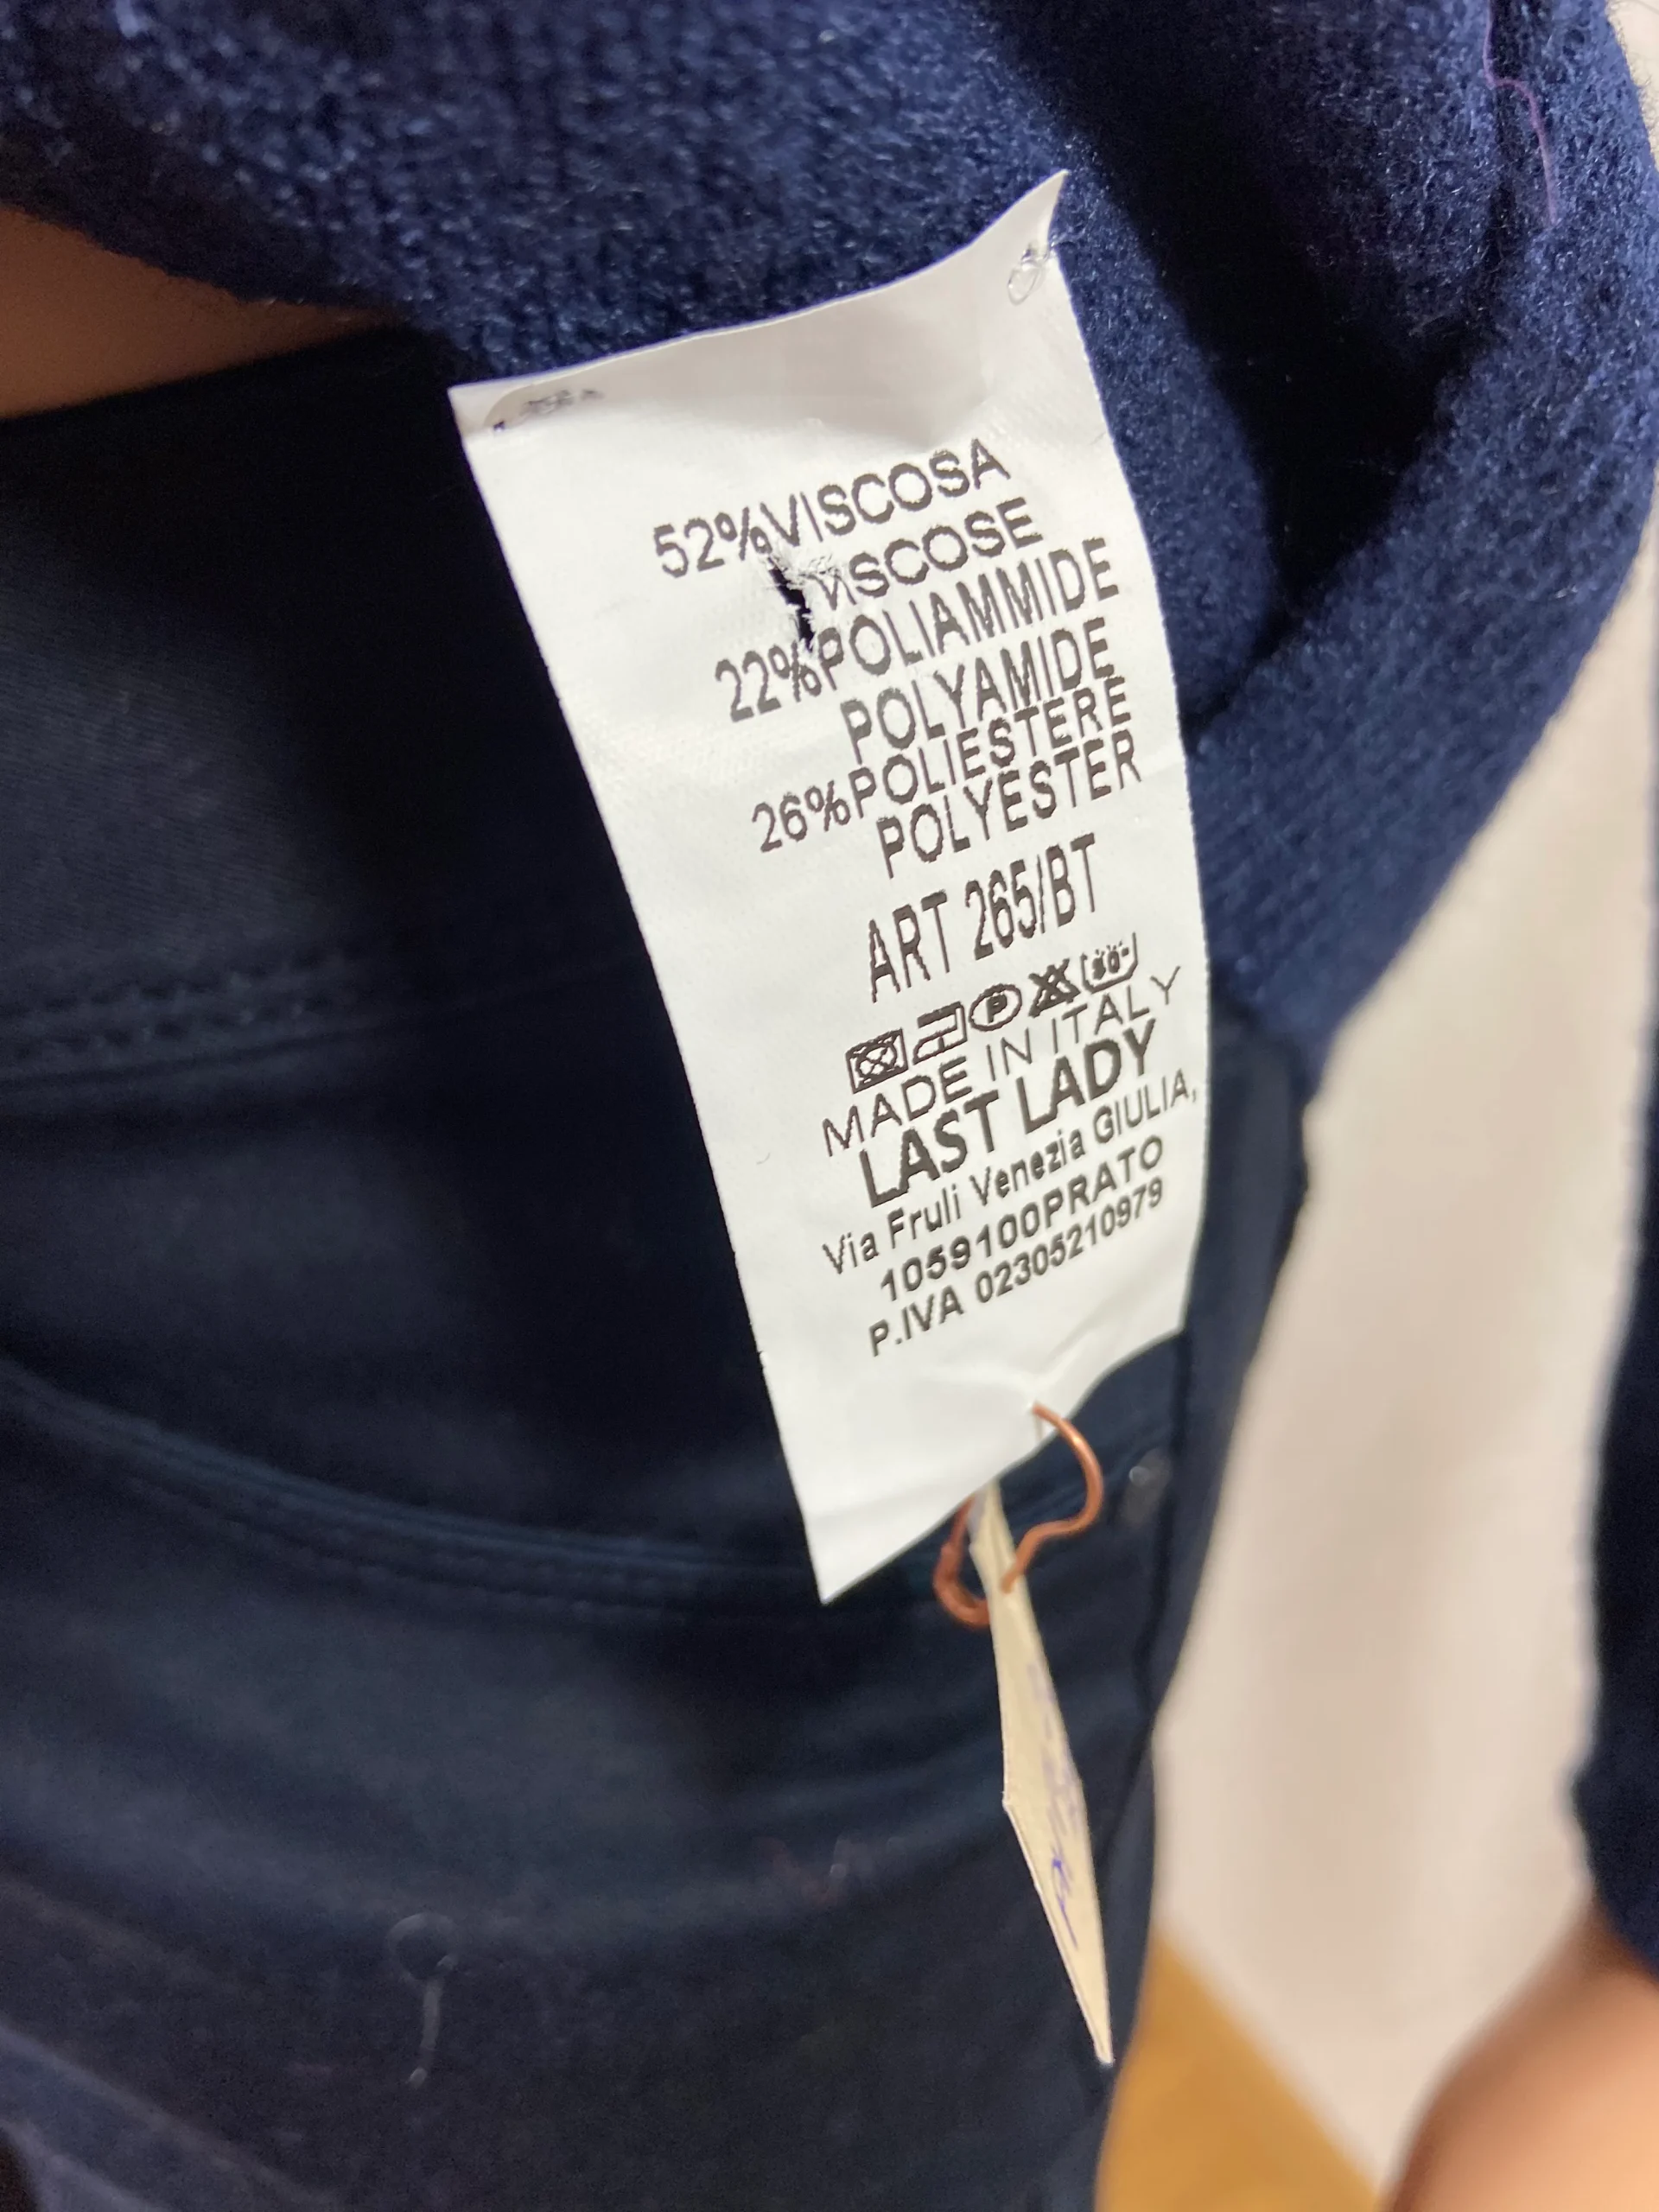 52%VISCOSA
VISCOSE
22%POLIAMMIDE
POLYAMIDE
26%POLIESTERE
POLYESTER
ART 265/BT
P 30°
MADE IN ITALY
LAST LADY
Via Fruli Venezia GIULIA,
1059100PRATO
P.IVA 02305210979